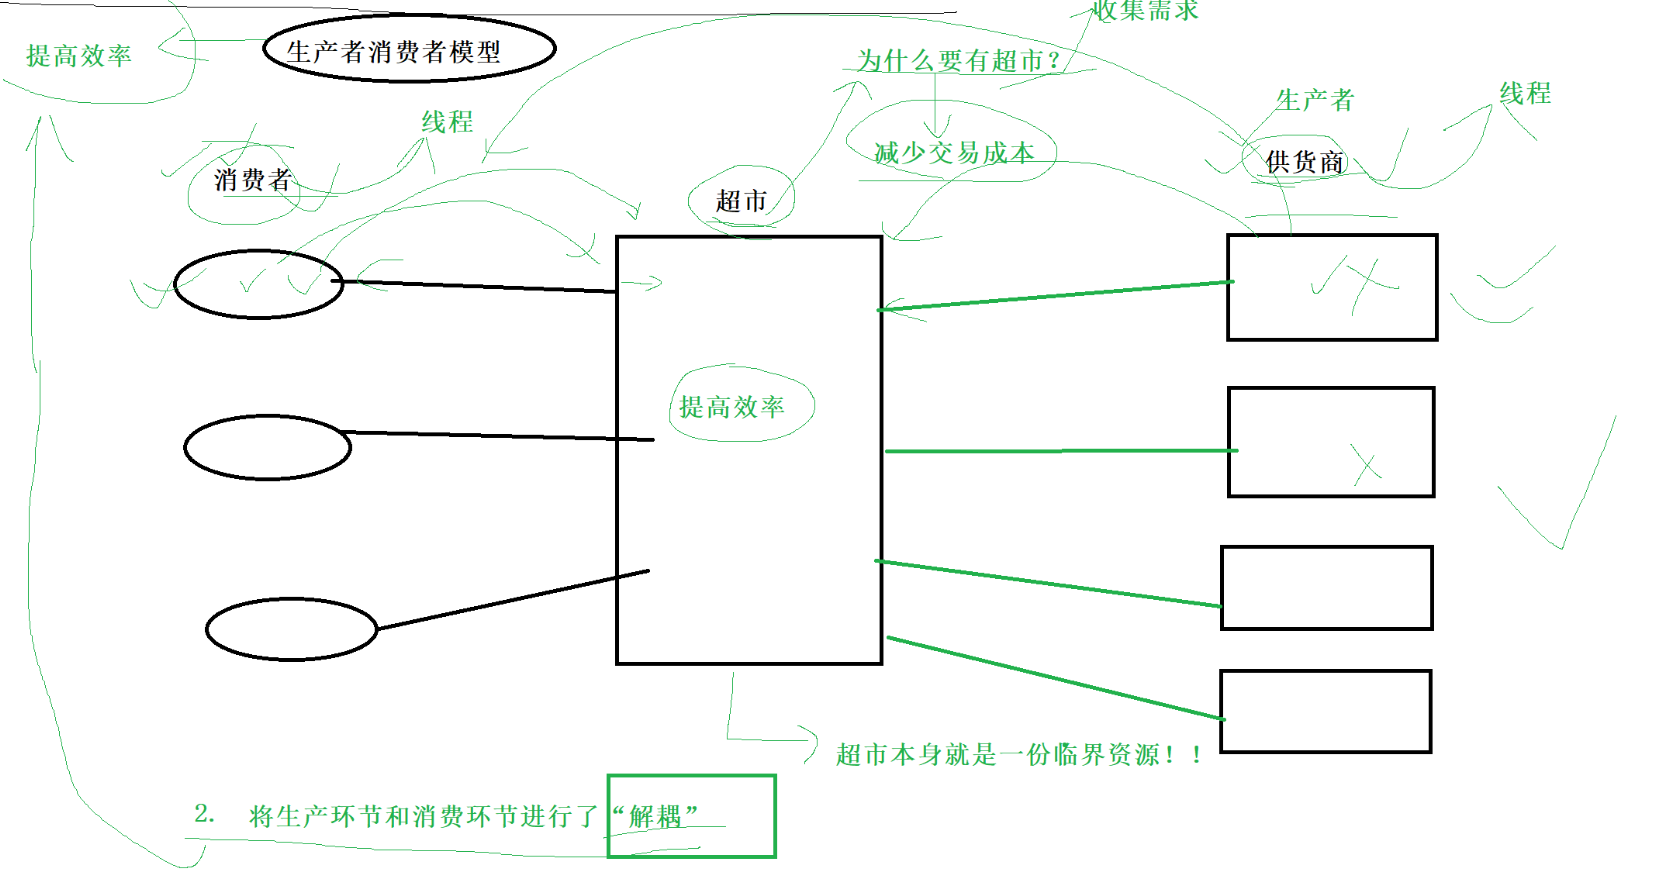 收集需求
提高效率
生产者消费者模型
为什么要有超市?
生产者
线程
线程
减少交易成本
供货商
消费者
超市
提高效率
超市本身就是一份临界资源！！
2. 将生产环节和消费环节进行了“解耦”